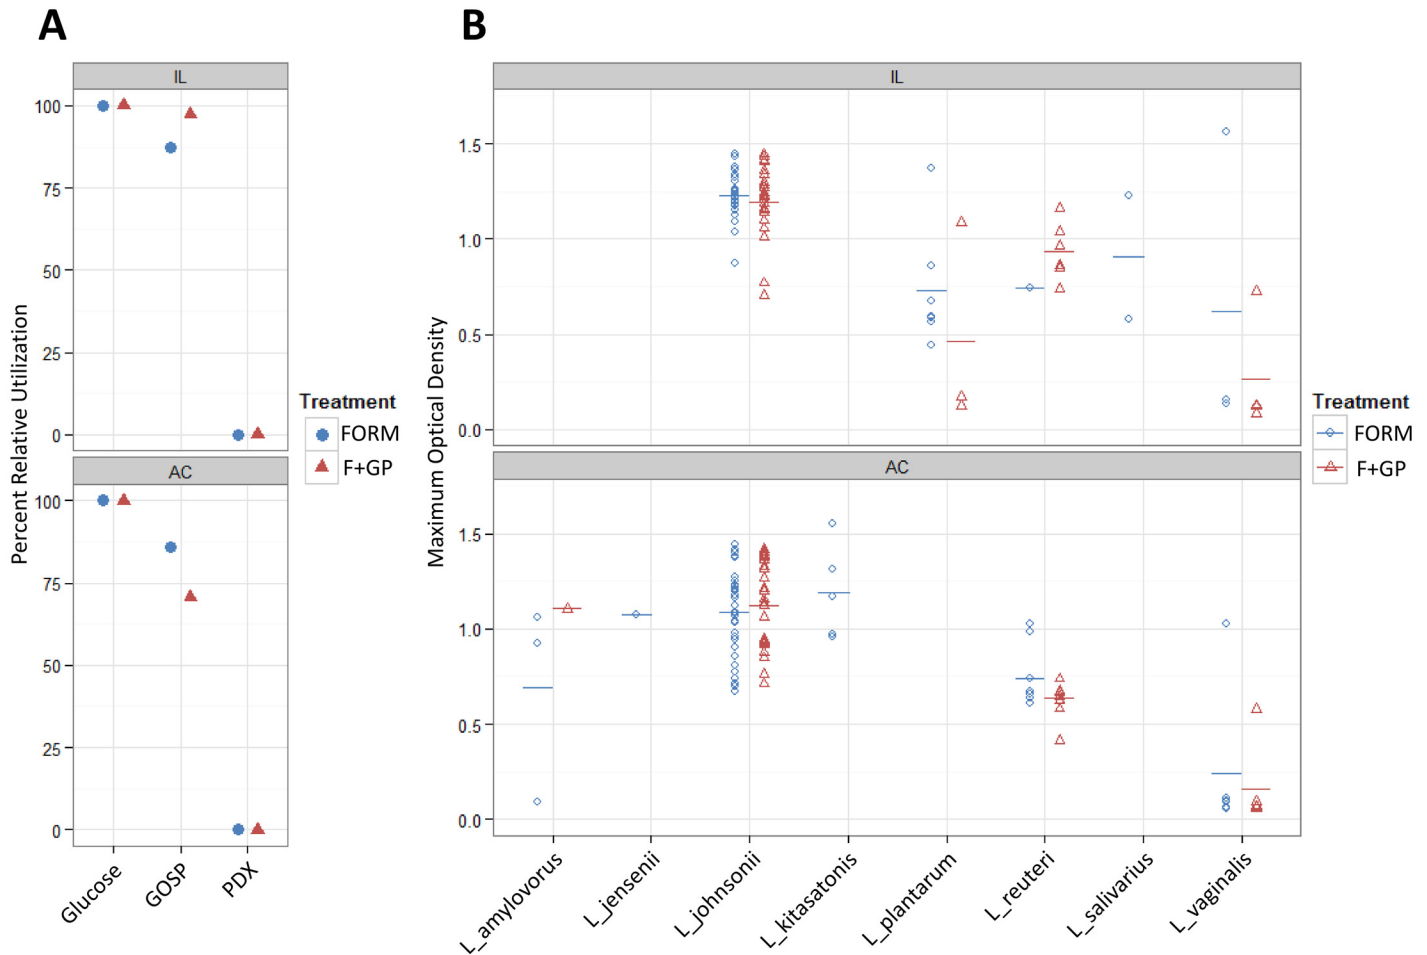 A
IL
100
75
50
25
0
AC
100
75
50
25
0
Glucose
GOSP
PDX
Percent Relative Utilization
Treatment
FORM
F+GP
B
IL
1.5
1.0
0.5
0.0
AC
1.5
1.0
0.5
0.0
L_amylovorus
L_jensenii
L_johnsonii
L_kitasatonis
L_plantarum
L_reuteri
L_salivarius
L_vaginalis
Maximum Optical Density
Treatment
FORM
F+GP